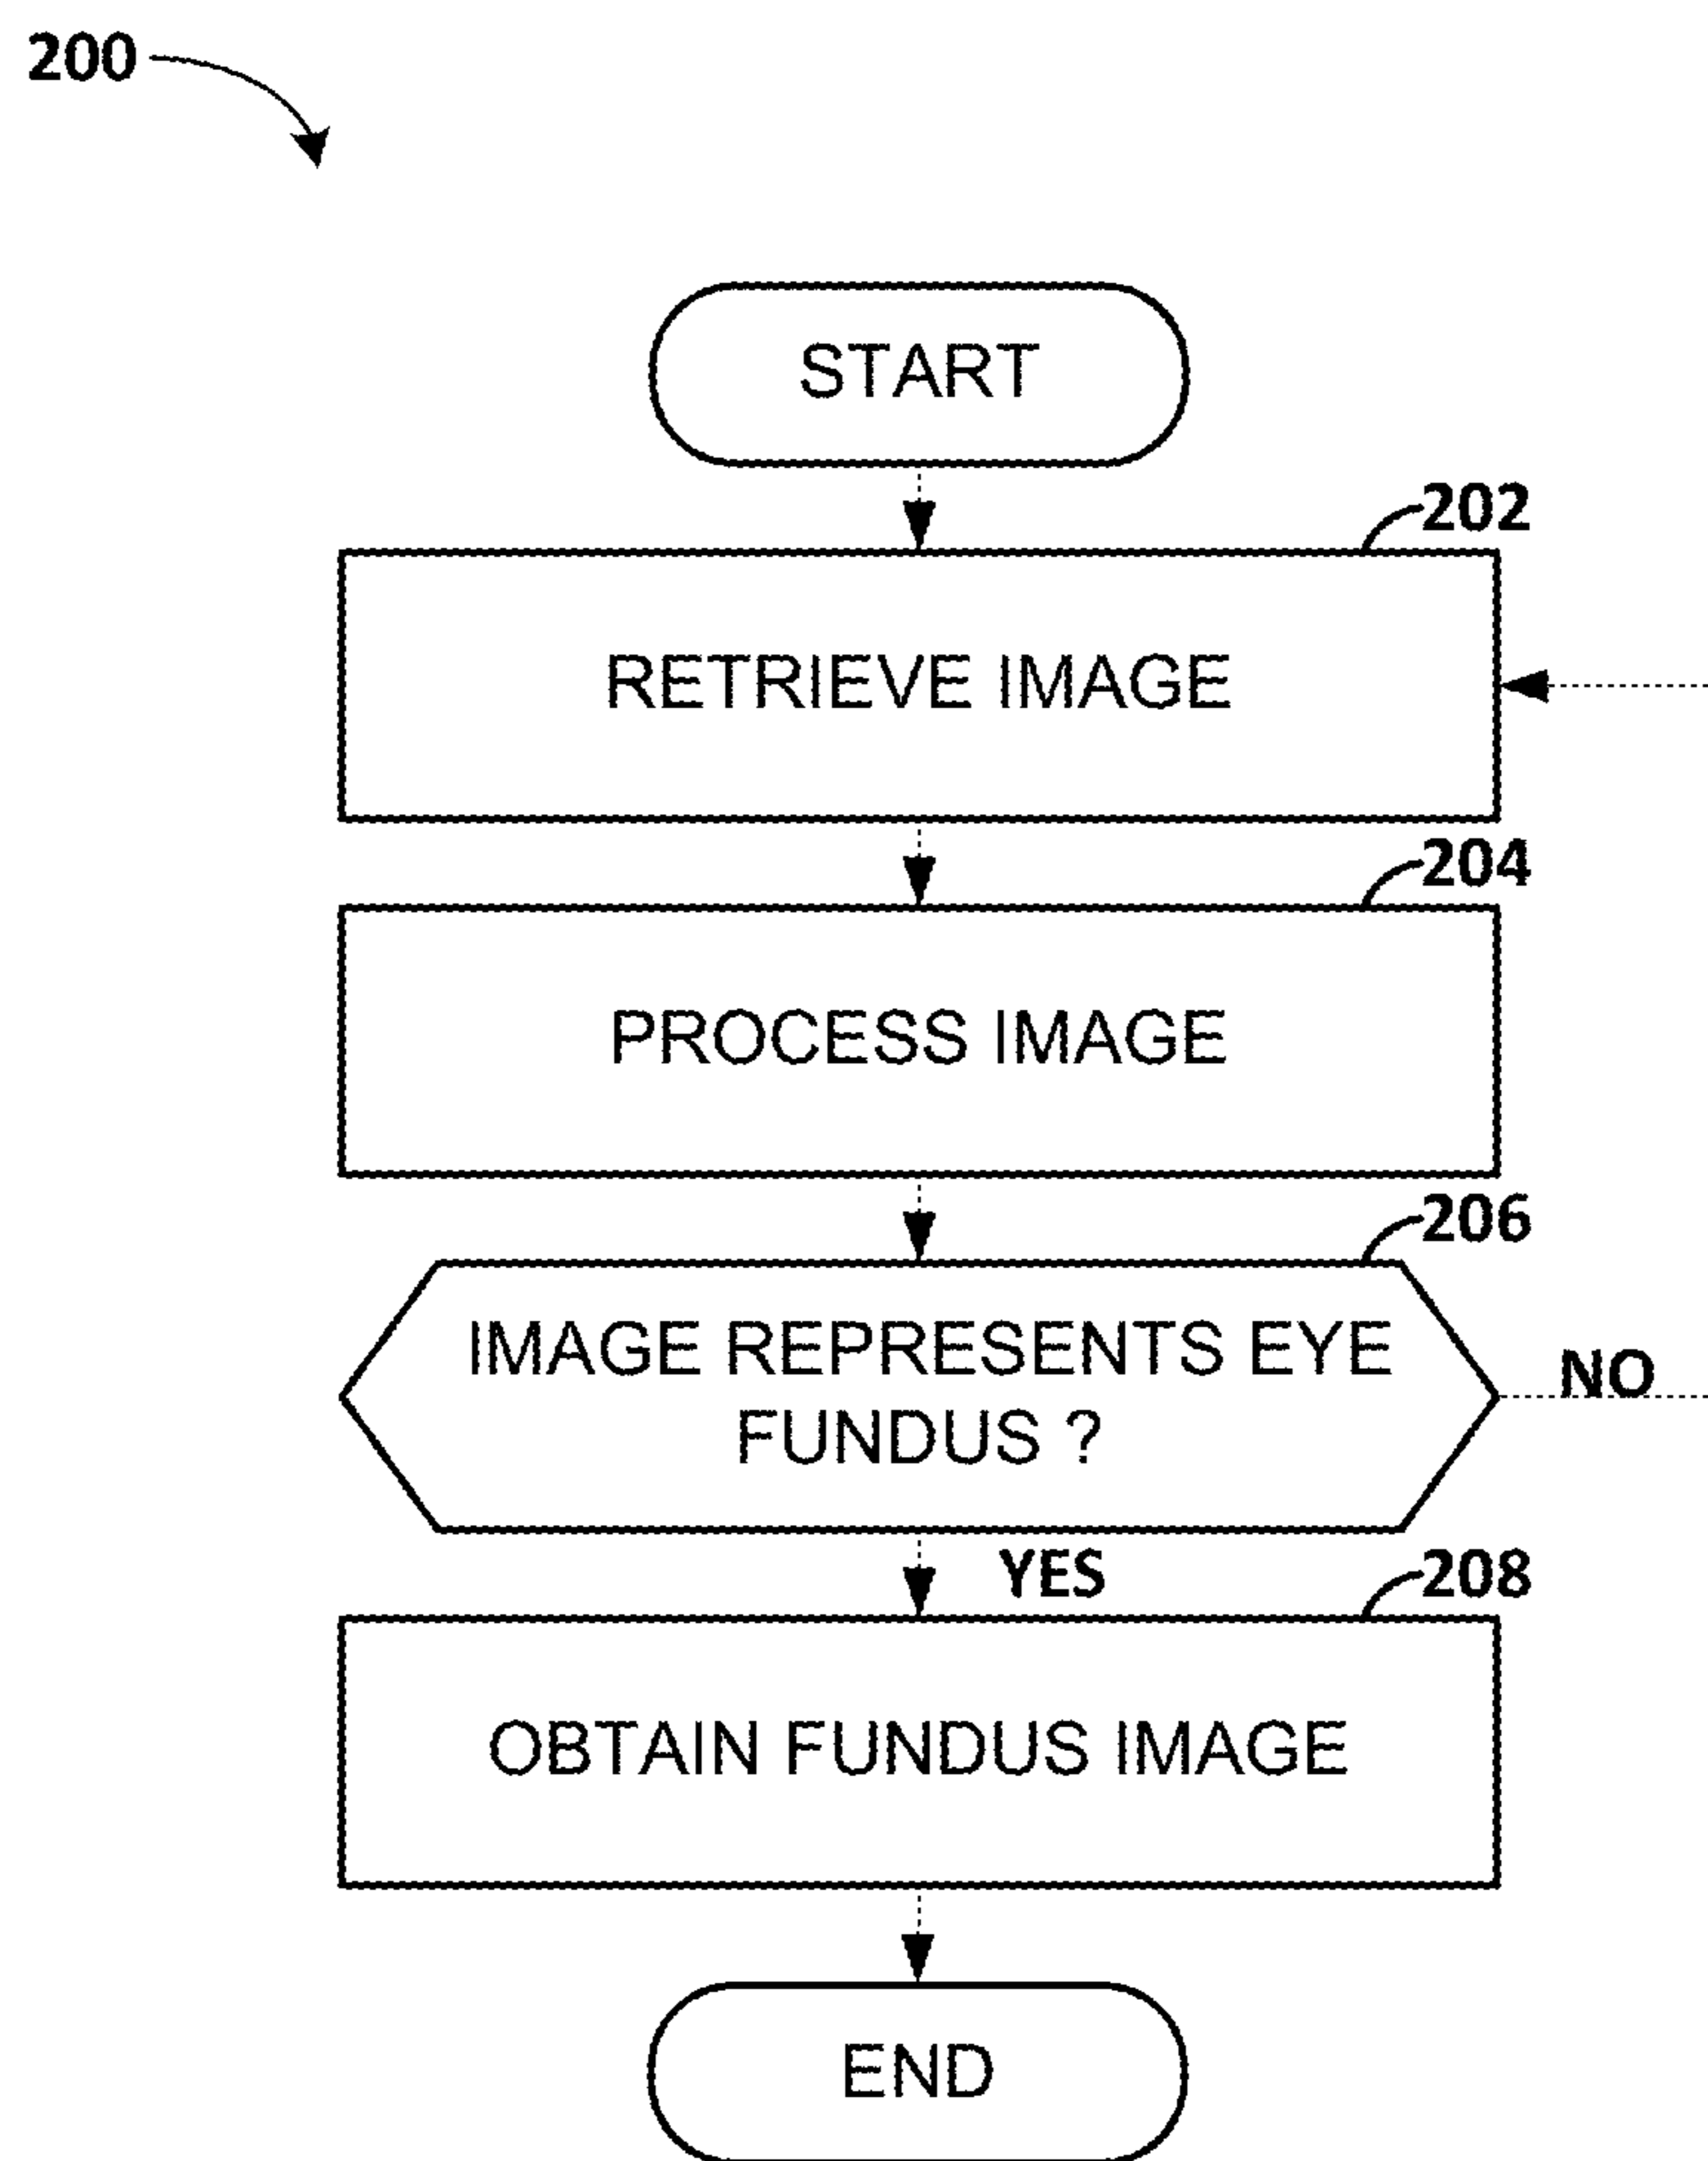 200
START
202
RETRIEVE IMAGE
204
PROCESS IMAGE
206
IMAGE REPRESENTS EYE
FUNDUS ?
NO
YES
208
OBTAIN FUNDUS IMAGE
END